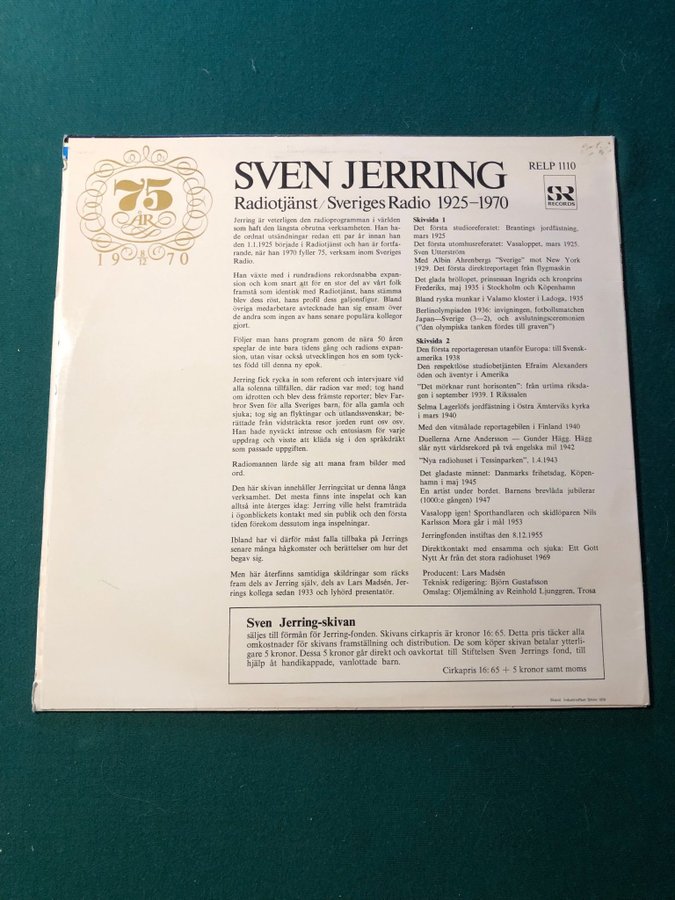 75
ÅR
19 8/12 70
SVEN JERRING
Radiotjänst/Sveriges Radio 1925–1970
RELP 1110
SR
RECORDS
Jerring är veterligen den radioprogramman i världen
som haft den längsta obrutna verksamheten. Han ha-
de ordnat utsändningar redan ett par år innan han
den 1.1.1925 började i Radiotjänst och han är fortfa-
rande, när han 1970 fyller 75, verksam inom Sveriges
Radio.
Han växte med i rundradions rekordsnabba expan-
sion och kom snart att för en stor del av vårt folk
framstå som identisk med Radiotjänst, hans stämma
blev dess röst, hans profil dess galjonsfigur. Bland
övriga medarbetare avtecknade han sig ensam över
de andra som ingen av hans senare populära kollegor
gjort.
Följer man hans program genom de nära 50 åren
speglar de inte bara tidens gång och radions expan-
sion, utan visar också utvecklingen hos en som tyck-
tes född till denna ny epok.
Jerring fick rycka in som referent och intervjuare vid
alla solenna tillfällen, där radion var med; tog hand
om idrotten och blev dess främste reporter; blev Far-
bror Sven för alla Sveriges barn, för alla gamla och
sjuka; tog sig an flyktingar och utlandssvenskar; be-
rättade från vidsträckta resor jorden runt osv osv.
Han hade nyväckt intresse och entusiasm för varje
uppdrag och visste att kläda sig i den språkdräkt
som passade uppgiften.
Radiomannen lärde sig att mana fram bilder med
ord.
Den här skivan innehåller Jerringcitat ur denna långa
verksamhet. Det mesta finns inte inspelat och kan
alltså inte återges idag: Jerring ville helst framträda
i ögonblickets kontakt med sin publik och den första
tiden förekom dessutom inga inspelningar.
Ibland har vi därför måst falla tillbaka på Jerrings
senare många hågkomster och berättelser om hur det
begav sig.
Men här återfinns samtidiga skildringar som räcks
fram dels av Jerring själv, dels av Lars Madsén, Jer-
rings kollega sedan 1933 och lyhörd presentatör.
Skivsida 1
Det första studioreferatet: Brantings jordfästning,
mars 1925
Det första utomhusreferatet: Vasaloppet, mars 1925.
Sven Utterström
Med Albin Ahrenbergs "Sverige" mot New York
1929. Det första direktreportaget från flygmaskin
Det glada bröllopet, prinsessan Ingrids och kronprins
Frederiks, maj 1935 i Stockholm och Köpenhamn
Bland ryska munkar i Valamo kloster i Ladoga, 1935
Berlinolympiaden 1936: invigningen, fotbollsmatchen
Japan—Sverige (3—2), och avslutningsceremonien
("den olympiska tanken fördes till graven")
Skivsida 2
Den första reportageresan utanför Europa: till Svensk-
amerika 1938
Den respektlöse studiobetjänten Efraim Alexanders
öden och äventyr i Amerika
"Det mörknar runt horisonten": från urtima riksda-
gen i september 1939. I Rikssalen
Selma Lagerlöfs jordfästning i Östra Ämterviks kyrka
i mars 1940
Med den vitmålade reportagebilen i Finland 1940
Duellerna Arne Andersson — Gunder Hägg. Hägg
slår nytt världsrekord på två engelska mil 1942
"Nya radiohuset i Tessinparken", 1.4.1943
Det gladaste minnet: Danmarks frihetsdag, Köpen-
hamn i maj 1945
En artist under bordet. Barnens brevlåda jubilerar
(1000:e gången) 1947
Vasalopp igen! Sporthandlaren och skidlöparen Nils
Karlsson Mora går i mål 1953
Jerringfonden instiftas den 8.12.1955
Direktkontakt med ensamma och sjuka: Ett Gott
Nytt År från det stora radiohuset 1969
Producent: Lars Madsén
Teknisk redigering: Björn Gustafsson
Omslag: Oljemålning av Reinhold Ljunggren, Trosa
Sven Jerring-skivan
säljes till förmån för Jerring-fonden. Skivans cirkapris är kronor 16: 65. Detta pris täcker alla
omkostnader för skivans framställning och distribution. De som köper skivan betalar ytterli-
gare 5 kronor. Dessa 5 kronor går direkt och oavkortat till Stiftelsen Sven Jerrings fond, till
hjälp åt handikappade, vanlottade barn.
Cirkapris 16: 65 + 5 kronor samt moms